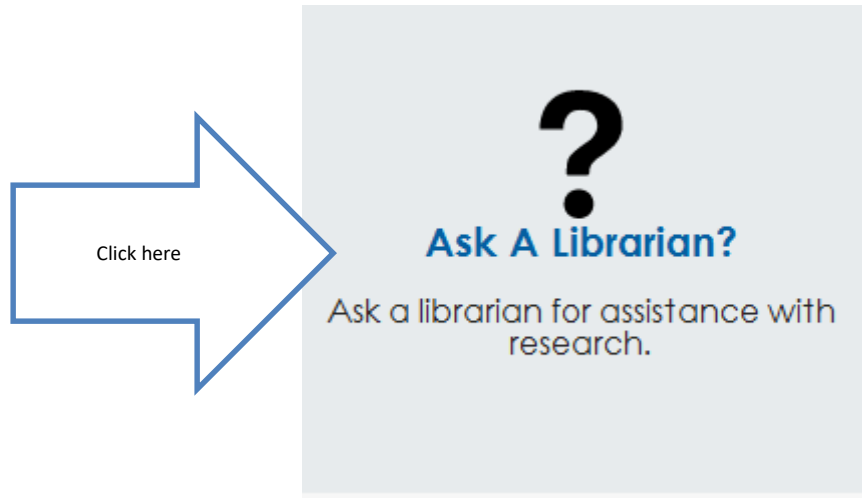 ?
Click here
Ask A Librarian?
Ask a librarian for assistance with
research.